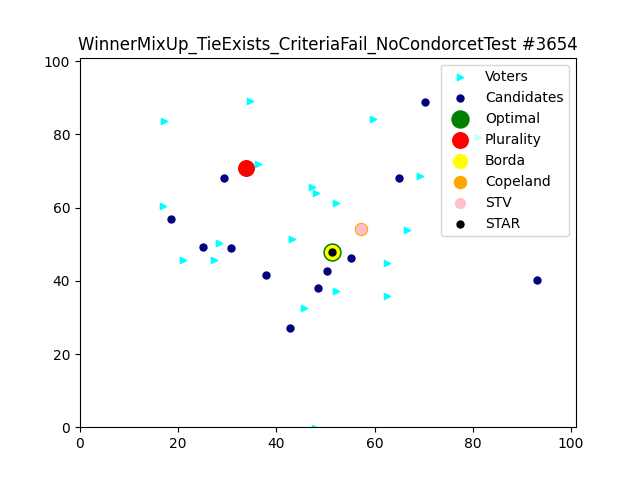 WinnerMixUp_TieExists_CriteriaFail_NoCondorcetTest #3654
100
80
60
40
20
0
0
20
40
60
80
100
Voters
Candidates
Optimal
Plurality
Borda
Copeland
STV
STAR